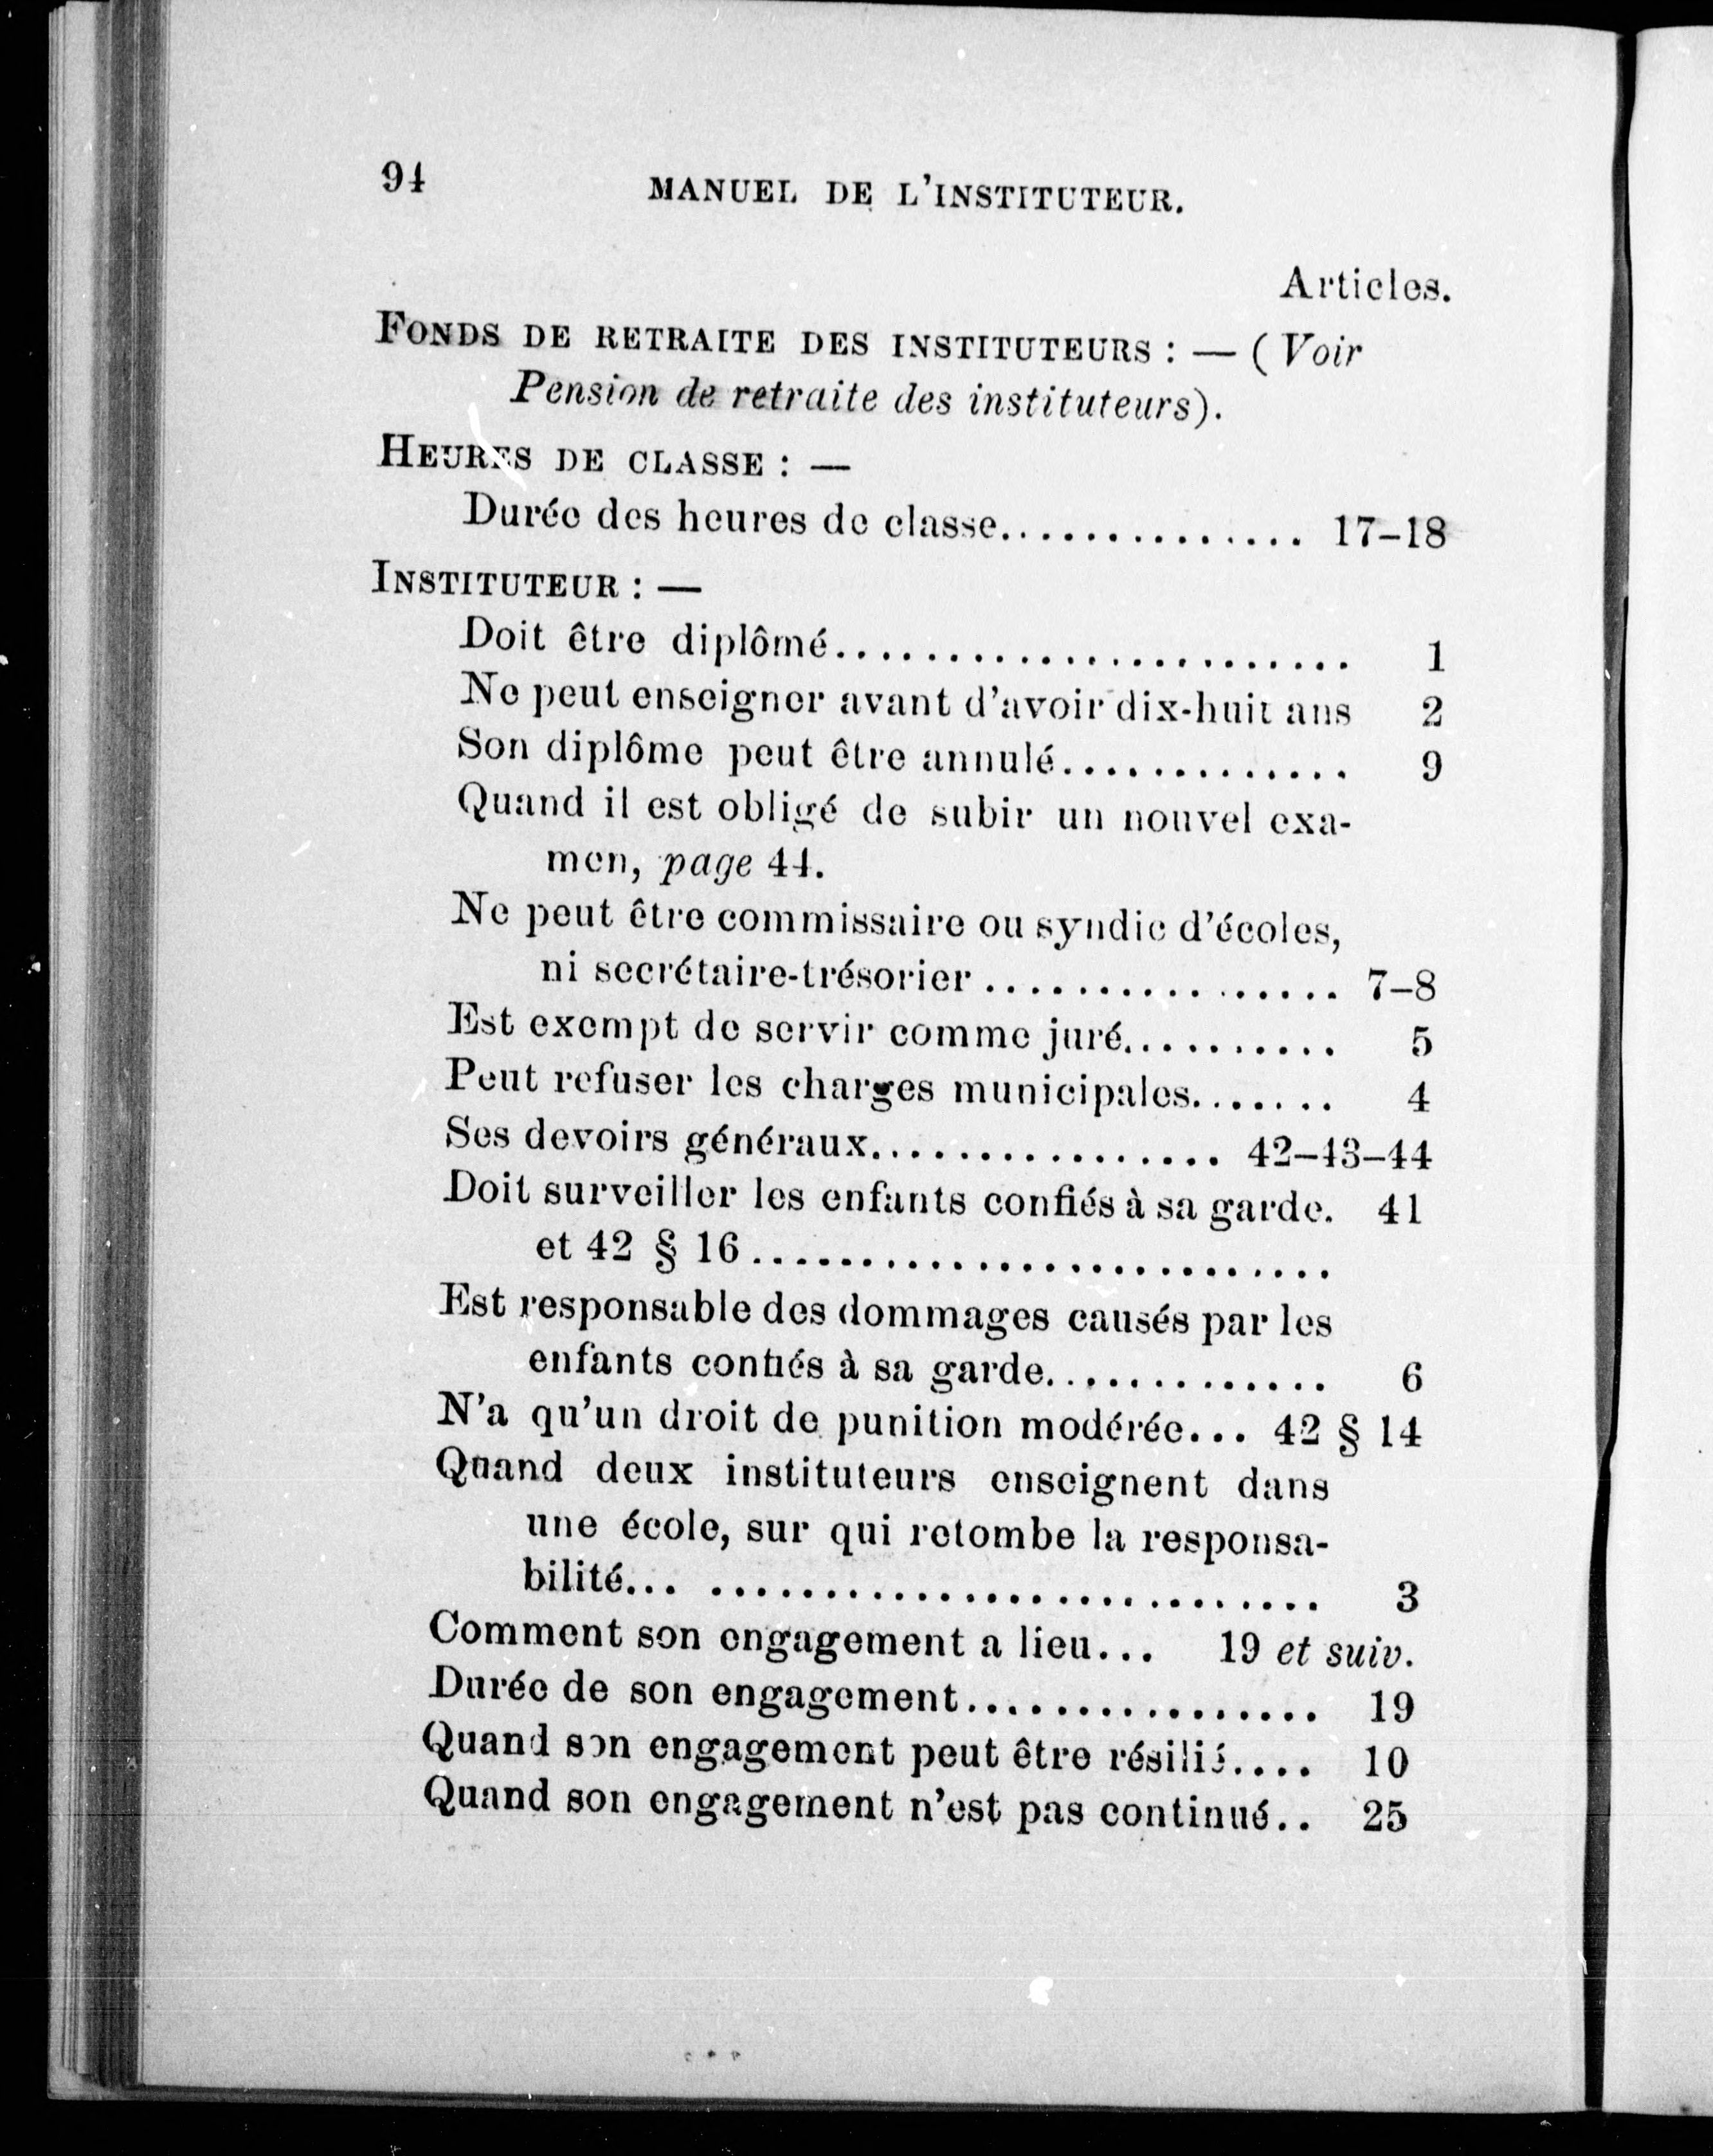 94 MANUEL DE L'INSTITUTEUR.
Articles.
FONDS DE RETRAITE DES INSTITUTEURS : — (Voir
Pension de retraite des instituteurs).
HEURES DE CLASSE : —
Durée des heures de classe............... 17-18
INSTITUTEUR : —
Doit être diplômé........................ 1
Ne peut enseigner avant d'avoir dix-huit ans 2
Son diplôme peut être annulé............. 9
Quand il est obligé de subir un nouvel exa-
men, page 44.
Ne peut être commissaire ou syndic d'écoles,
ni secrétaire-trésorier ................ 7-8
Est exempt de servir comme juré.......... 5
Peut refuser les charges municipales....... 4
Ses devoirs généraux................ 42-43-44
Doit surveiller les enfants confiés à sa garde. 41
et 42 § 16..........................
Est responsable des dommages causés par les
enfants confiés à sa garde............. 6
N'a qu'un droit de punition modérée... 42 § 14
Quand deux instituteurs enseignent dans
une école, sur qui retombe la responsa-
bilité... ........................... 3
Comment son engagement a lieu... 19 et suiv.
Durée de son engagement................ 19
Quand son engagement peut être résilié.... 10
Quand son engagement n'est pas continué.. 25